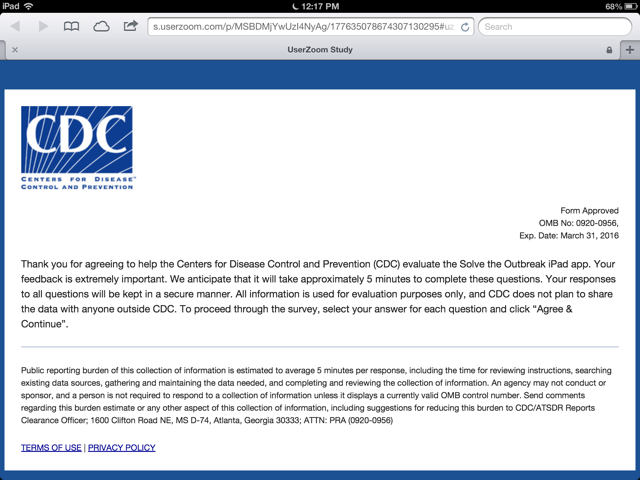 iPad 12:17 PM 68%
s.userzoom.com/p/MSBDMjYwUzI4NyAg/177635078674307130295#uz Search
UserZoom Study
CDC
CENTERS FOR DISEASE™
CONTROL AND PREVENTION
Form Approved
OMB No: 0920-0956,
Exp. Date: March 31, 2016
Thank you for agreeing to help the Centers for Disease Control and Prevention (CDC) evaluate the Solve the Outbreak iPad app. Your
feedback is extremely important. We anticipate that it will take approximately 5 minutes to complete these questions. Your responses
to all questions will be kept in a secure manner. All information is used for evaluation purposes only, and CDC does not plan to share
the data with anyone outside CDC. To proceed through the survey, select your answer for each question and click “Agree &
Continue”.
Public reporting burden of this collection of information is estimated to average 5 minutes per response, including the time for reviewing instructions, searching
existing data sources, gathering and maintaining the data needed, and completing and reviewing the collection of information. An agency may not conduct or
sponsor, and a person is not required to respond to a collection of information unless it displays a currently valid OMB control number. Send comments
regarding this burden estimate or any other aspect of this collection of information, including suggestions for reducing this burden to CDC/ATSDR Reports
Clearance Officer; 1600 Clifton Road NE, MS D-74, Atlanta, Georgia 30333; ATTN: PRA (0920-0956)
TERMS OF USE | PRIVACY POLICY